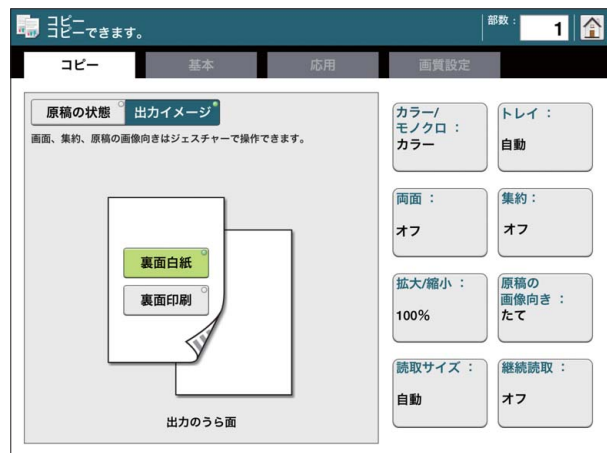 コピー
コピーできます。
部数：
1
コピー
基本
応用
画質設定
原稿の状態
出力イメージ
画面、集約、原稿の画像向きはジェスチャーで操作できます。
裏面白紙
裏面印刷
出力のうら面
カラー/
モノクロ：
カラー
トレイ：
自動
両面：
オフ
集約：
オフ
拡大/縮小：
100%
原稿の
画像向き：
たて
読取サイズ：
自動
継続読取：
オフ